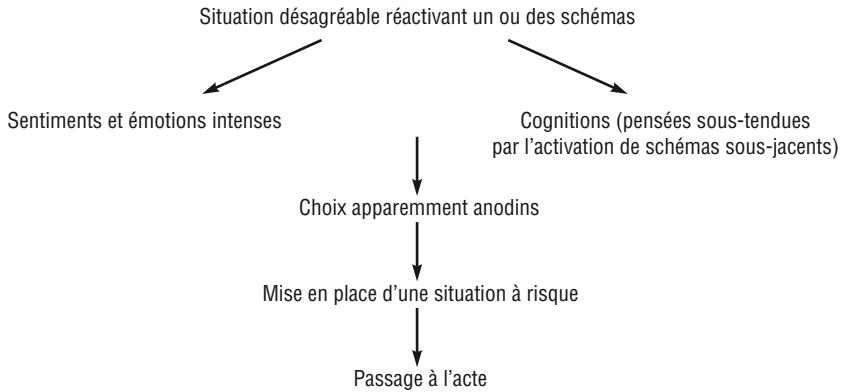 Situation désagréable réactivant un ou des schémas
Sentiments et émotions intenses
Cognitions (pensées sous-tendues
par l'activation de schémas sous-jacents)
Choix apparemment anodins
Mise en place d'une situation à risque
Passage à l'acte